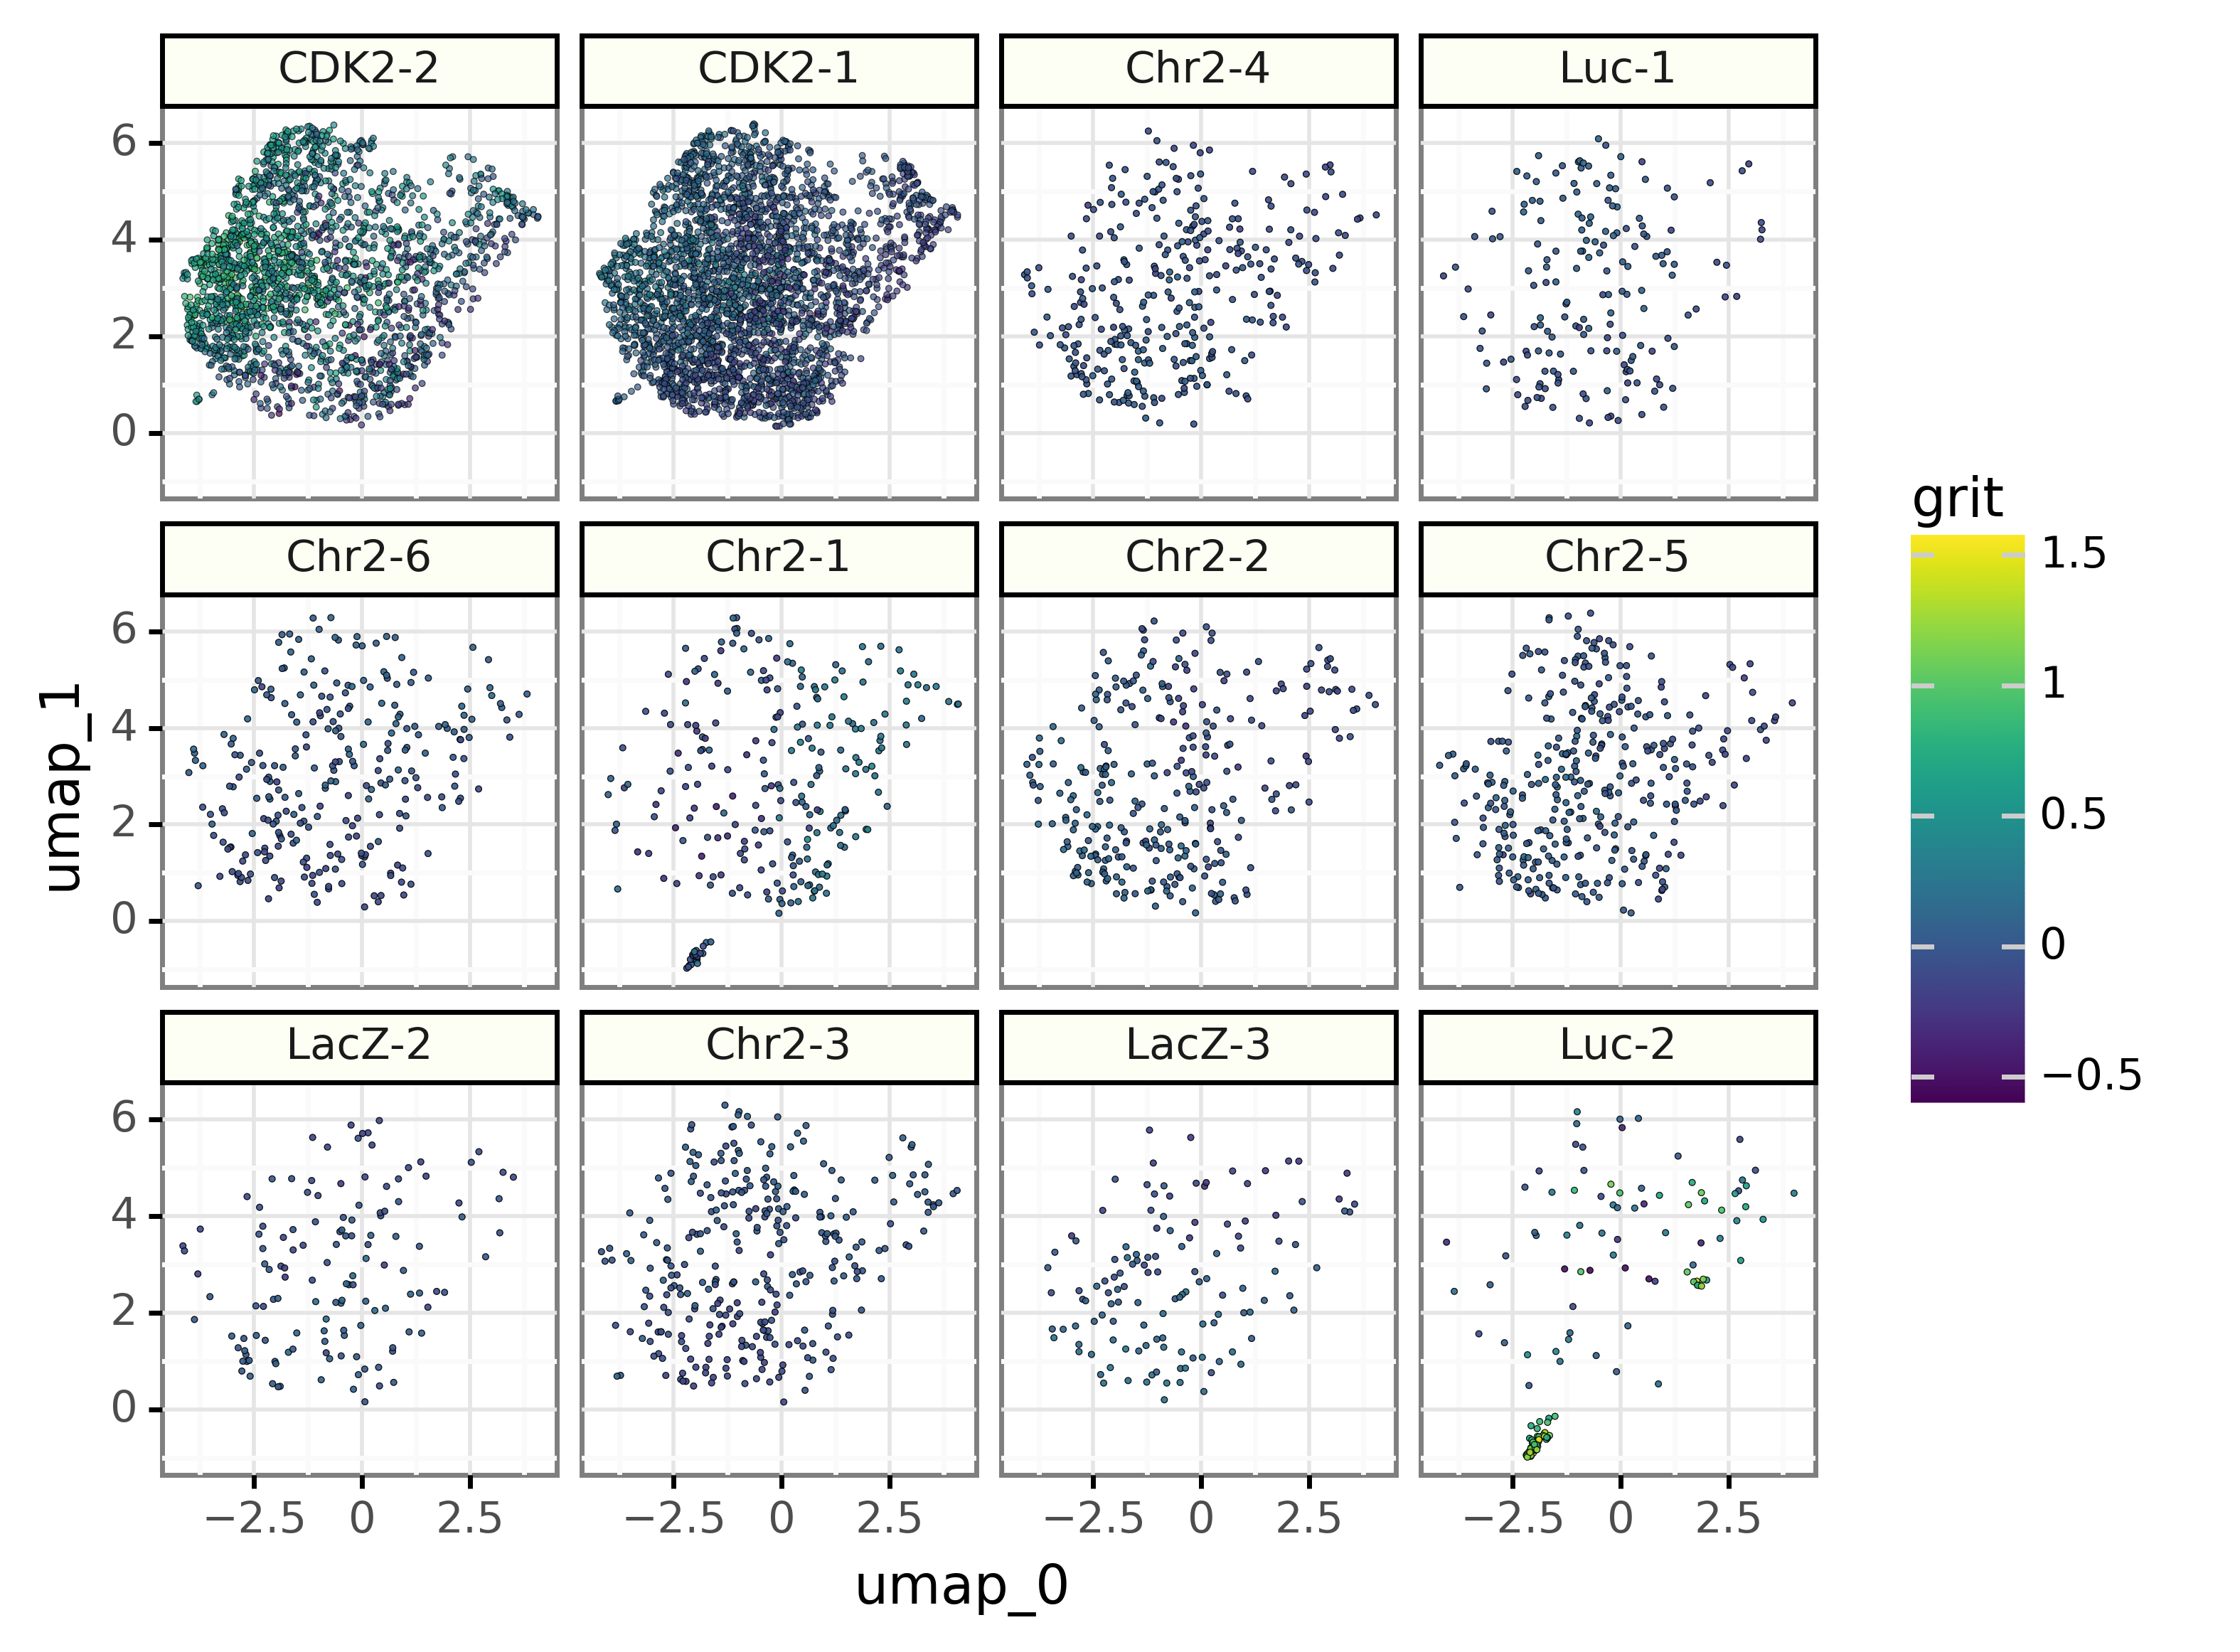 CDK2-2 CDK2-1 Chr2-4 Luc-1
6
4
2
0
Chr2-6 Chr2-1 Chr2-2 Chr2-5
6
4
2
0
LacZ-2 Chr2-3 LacZ-3 Luc-2
6
4
2
0
−2.5 0 2.5 −2.5 0 2.5 −2.5 0 2.5 −2.5 0 2.5
umap_0
umap_1
grit
1.5
1
0.5
0
−0.5